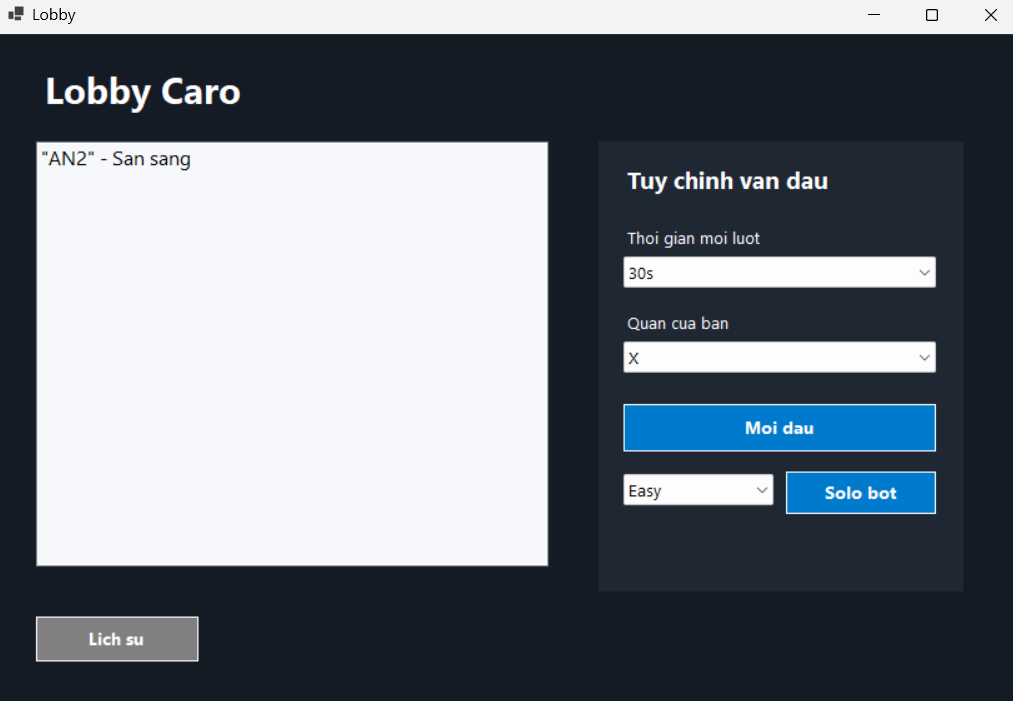 Lobby
Lobby Caro
"AN2" - San sang
Tuy chinh van dau
Thoi gian moi luot
30s
Quan cua ban
X
Moi dau
Easy
Solo bot
Lich su